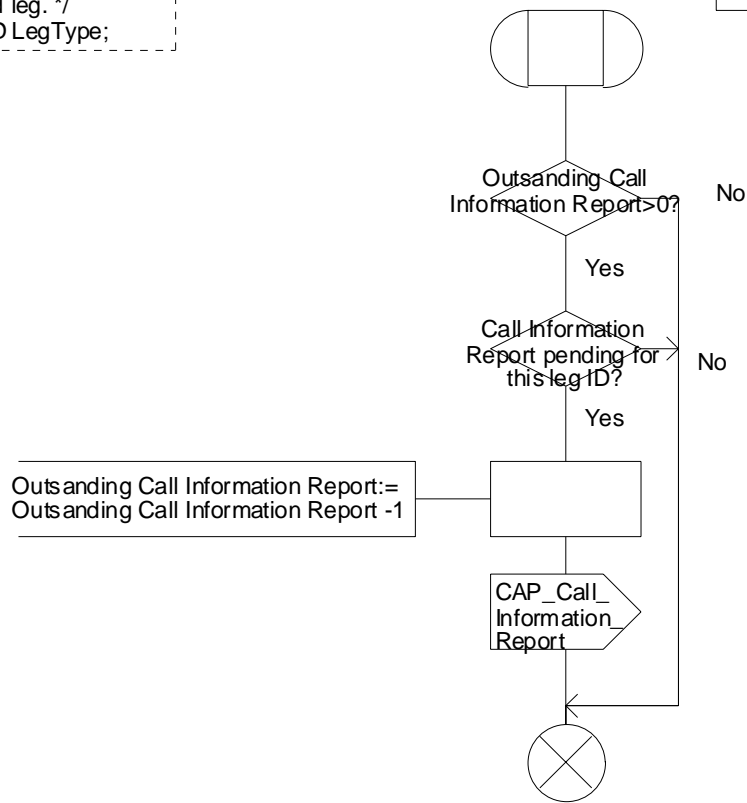 leg. */
LegType;
Outsanding Call
Information Report>0?
No
Yes
Call Information
Report pending for
this leg ID?
No
Yes
Outsanding Call Information Report:=
Outsanding Call Information Report -1
CAP_Call_
Information_
Report